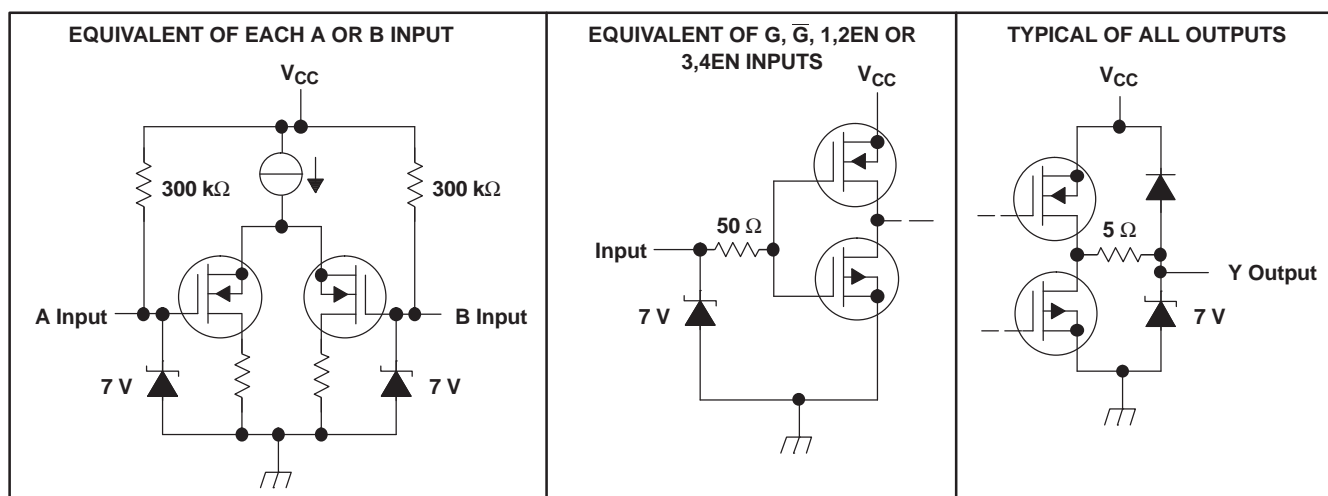 EQUIVALENT OF EACH A OR B INPUT
VCC
300 kΩ
300 kΩ
A Input
B Input
7 V
7 V
EQUIVALENT OF G, G̅, 1,2EN OR
3,4EN INPUTS
VCC
50 Ω
Input
7 V
TYPICAL OF ALL OUTPUTS
VCC
5 Ω
Y Output
7 V